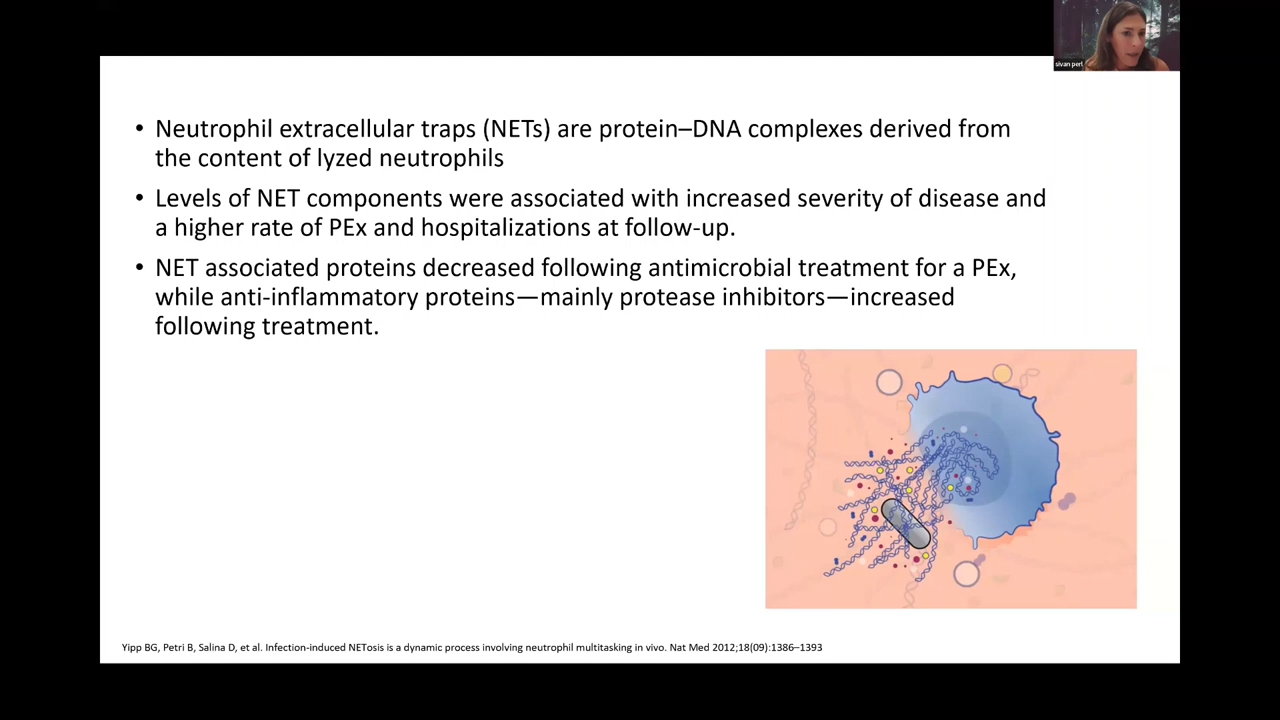 sivan perl
• Neutrophil extracellular traps (NETs) are protein–DNA complexes derived from
the content of lyzed neutrophils
• Levels of NET components were associated with increased severity of disease and
a higher rate of PEx and hospitalizations at follow-up.
• NET associated proteins decreased following antimicrobial treatment for a PEx,
while anti-inflammatory proteins—mainly protease inhibitors—increased
following treatment.
Yipp BG, Petri B, Salina D, et al. Infection-induced NETosis is a dynamic process involving neutrophil multitasking in vivo. Nat Med 2012;18(09):1386–1393